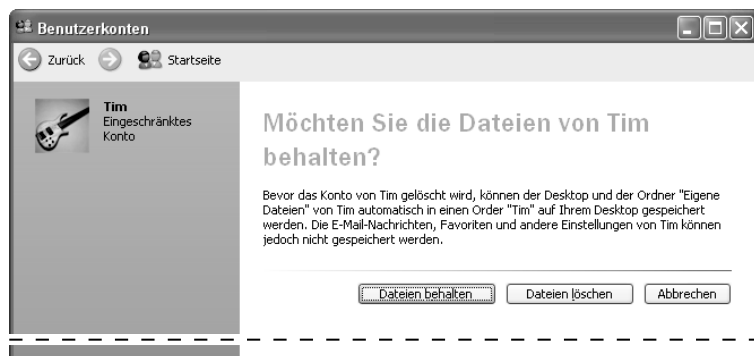 Benutzerkonten
Zurück
Startseite
Tim
Eingeschränktes
Konto
Möchten Sie die Dateien von Tim
behalten?
Bevor das Konto von Tim gelöscht wird, können der Desktop und der Ordner "Eigene
Dateien" von Tim automatisch in einen Order "Tim" auf Ihrem Desktop gespeichert
werden. Die E-Mail-Nachrichten, Favoriten und andere Einstellungen von Tim können
jedoch nicht gespeichert werden.
Dateien behalten
Dateien löschen
Abbrechen